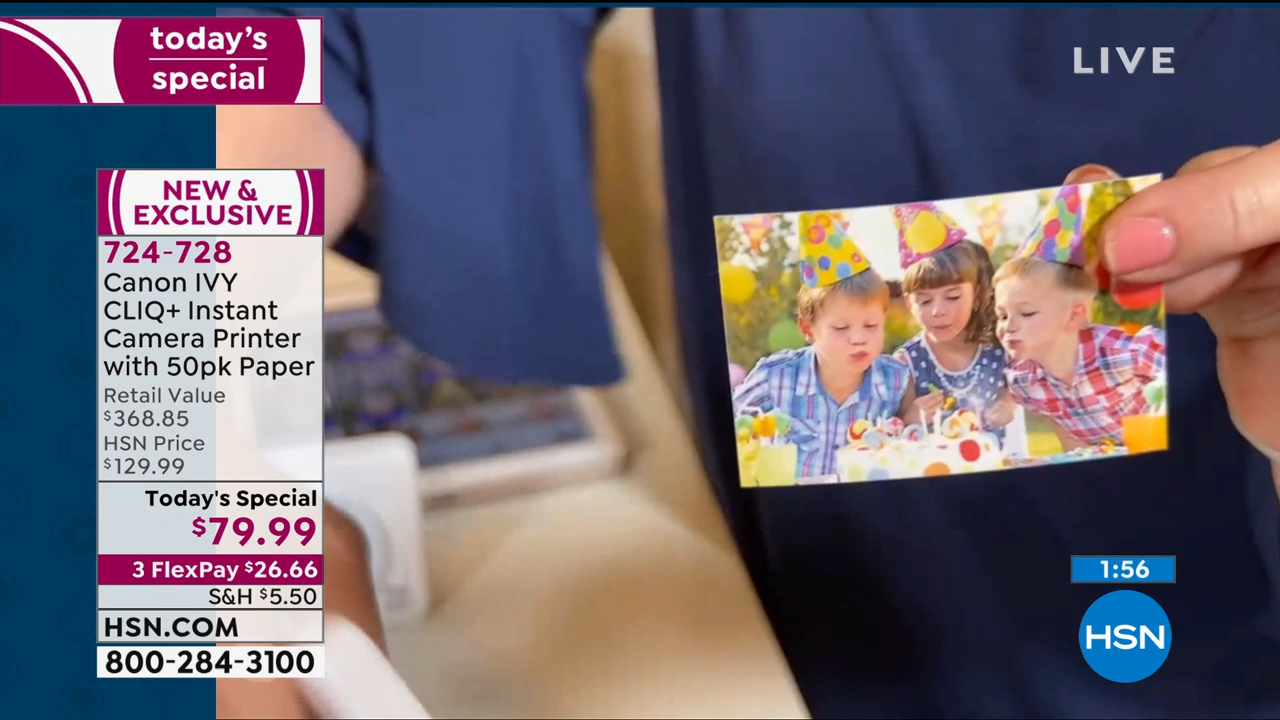 today's
special
LIVE
NEW &
EXCLUSIVE
724-728
Canon IVY
CLIQ+ Instant
Camera Printer
with 50pk Paper
Retail Value
$368.85
HSN Price
$129.99
Today's Special
$79.99
3 FlexPay $26.66
S&H $5.50
HSN.COM
800-284-3100
1:56
HSN